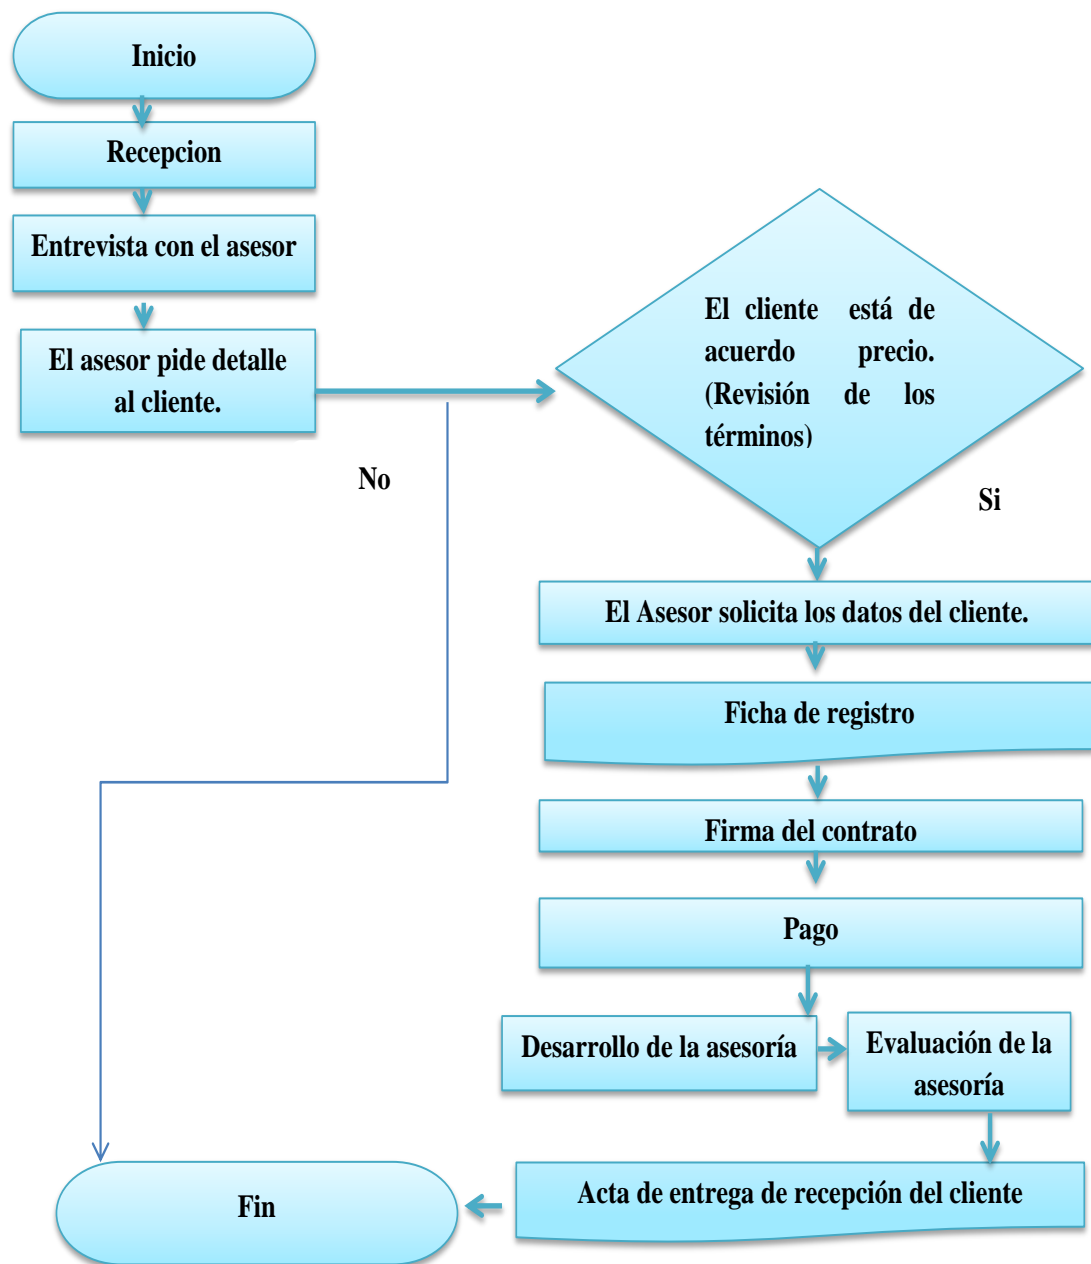 Inicio
Recepcion
Entrevista con el asesor
El asesor pide detalle
al cliente.
El cliente está de
acuerdo precio.
(Revisión de los
términos)
No
Si
El Asesor solicita los datos del cliente.
Ficha de registro
Firma del contrato
Pago
Desarrollo de la asesoría
Evaluación de la
asesoría
Acta de entrega de recepción del cliente
Fin